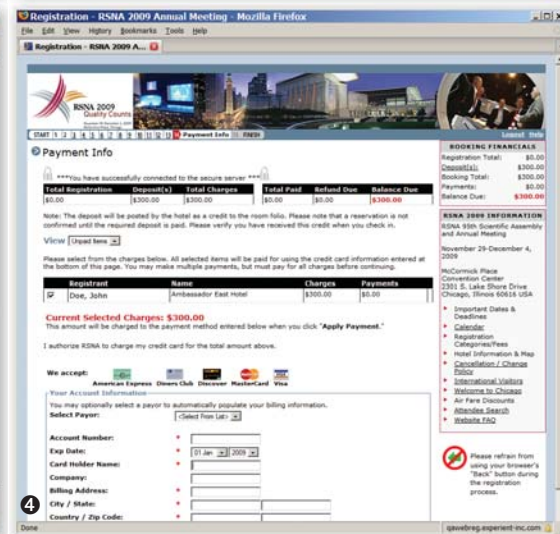 Registration - RSNA 2009 Annual Meeting - Mozilla Firefox
File Edit View History Bookmarks Tools Help
Registration - RSNA 2009 A...
RSNA 2009
Quality Counts
START 1 2 3 4 5 6 7 8 9 10 11 12 13 Payment Info FINISH
Logout Help
Payment Info
***You have successfully connected to the secure server ***
Total Registration Deposit(s) Total Charges Total Paid Refund Due Balance Due
$0.00 $300.00 $300.00 $0.00 $0.00 $300.00
Note: The deposit will be posted by the hotel as a credit to the room folio. Please note that a reservation is not
confirmed until the required deposit is paid. Please verify you have received this credit when you check in.
View Unpaid Items
Please select from the charges below. All selected items will be paid for using the credit card information entered at
the bottom of this page. You may make multiple payments, but must pay for all charges before continuing.
Registrant Name Charges Payments
Doe, John Ambassador East Hotel $300.00 $0.00
Current Selected Charges: $300.00
This amount will be charged to the payment method entered below when you click "Apply Payment."
I authorize RSNA to charge my credit card for the total amount above.
We accept:
American Express Diners Club Discover MasterCard Visa
Your Account Information
You may optionally select a payor to automatically populate your billing information.
Select Payor: <Select From List>
Account Number: *
Exp Date: * 01 Jan 2009
Card Holder Name: *
Company:
Billing Address: *
City / State: *
Country / Zip Code: *
BOOKING FINANCIALS
Registration Total: $0.00
Deposit(s): $300.00
Booking Total: $300.00
Payments: $0.00
Balance Due: $300.00
RSNA 2009 INFORMATION
RSNA 95th Scientific Assembly
and Annual Meeting
November 29-December 4,
2009
McCormick Place
Convention Center
2301 S. Lake Shore Drive
Chicago, Illinois 60616 USA
Important Dates &
Deadlines
Calendar
Registration
Categories/Fees
Hotel Information & Map
Cancellation / Change
Policy
International Visitors
Welcome to Chicago
Air Fare Discounts
Attendee Search
Website FAQ
Please refrain from
using your browser's
"Back" button during
the registration
process.
4
Done
qawebreg.experient-inc.com